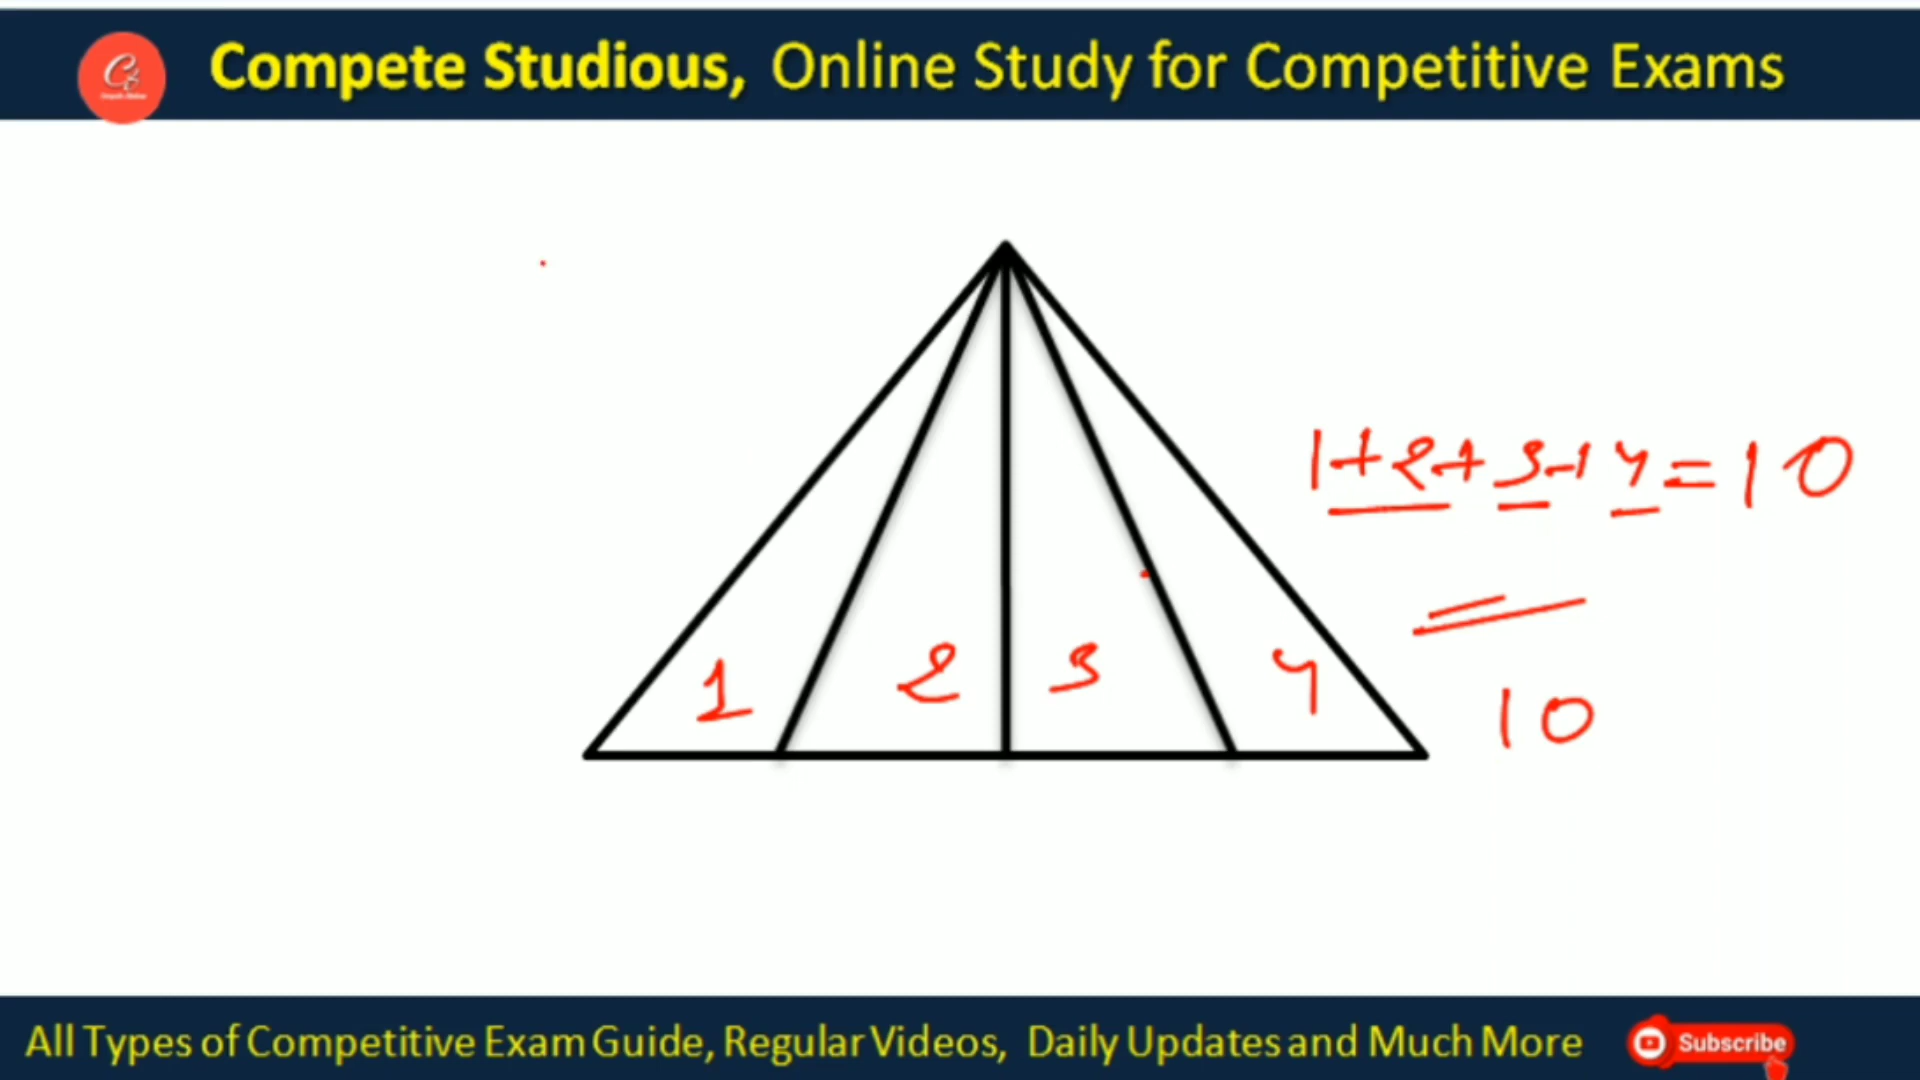 Compete Studious, Online Study for Competitive Exams
1+2+3+4=10
1 2 3 4
10
All Types of Competitive Exam Guide, Regular Videos, Daily Updates and Much More
Subscribe